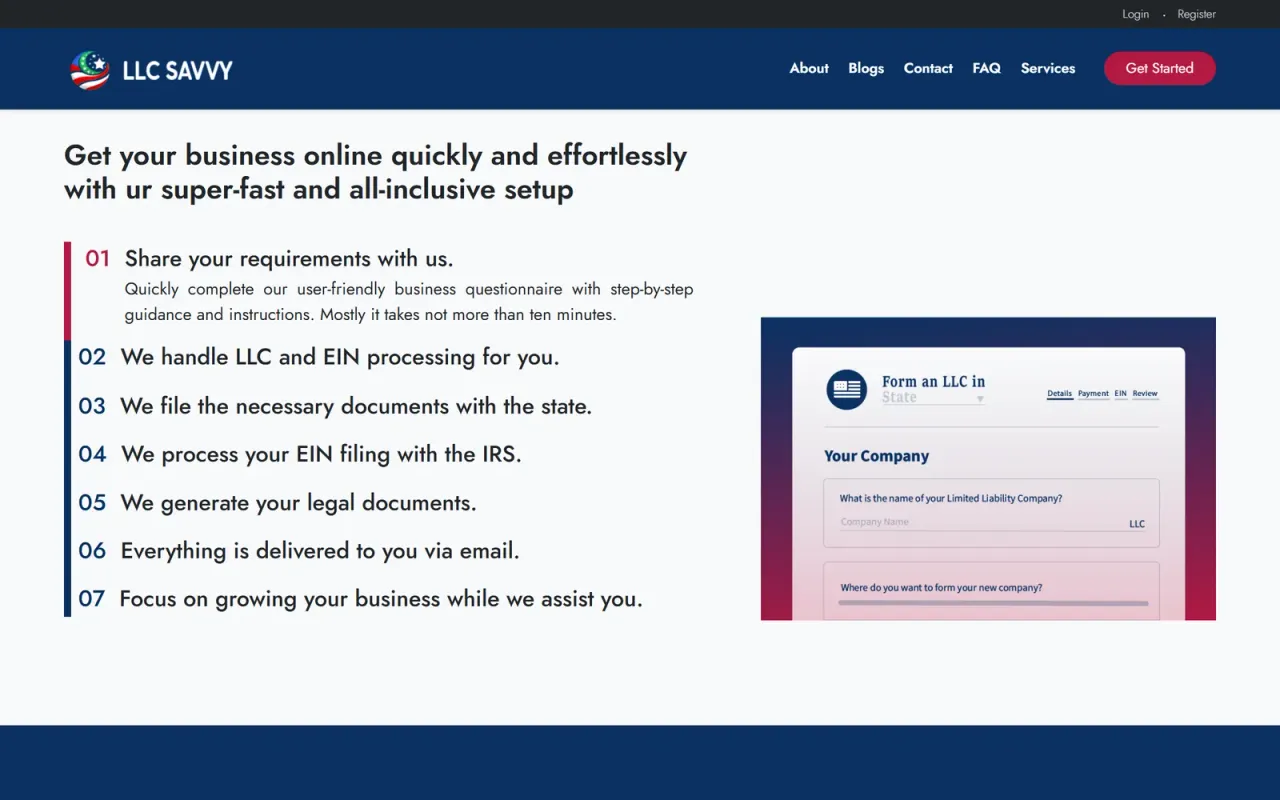 Login · Register
LLC SAVVY
About Blogs Contact FAQ Services Get Started
Get your business online quickly and effortlessly
with ur super-fast and all-inclusive setup
01 Share your requirements with us.
Quickly complete our user-friendly business questionnaire with step-by-step
guidance and instructions. Mostly it takes not more than ten minutes.
02 We handle LLC and EIN processing for you.
03 We file the necessary documents with the state.
04 We process your EIN filing with the IRS.
05 We generate your legal documents.
06 Everything is delivered to you via email.
07 Focus on growing your business while we assist you.
Form an LLC in
State
Details Payment EIN Review
Your Company
What is the name of your Limited Liability Company?
Company Name LLC
Where do you want to form your new company?